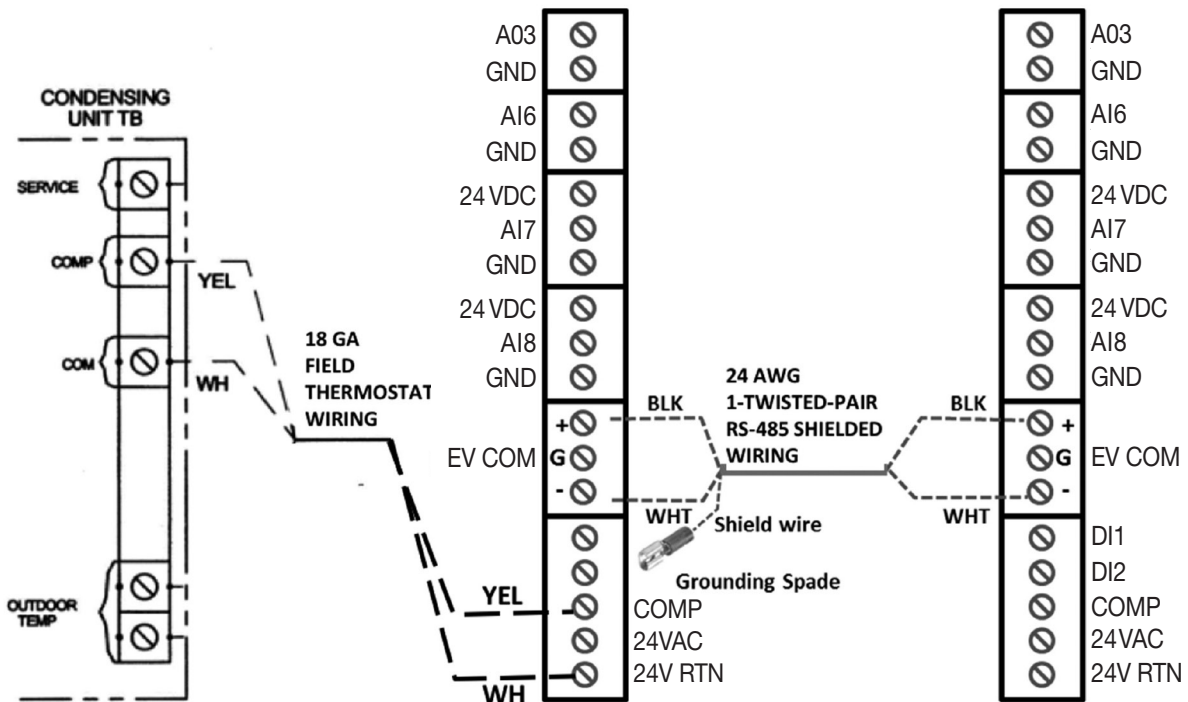 CONDENSING
UNIT TB
SERVICE
COMP
YEL
COM
WH
OUTDOOR
TEMP
18 GA
FIELD
THERMOSTAT
WIRING
A03
GND
AI6
GND
24 VDC
AI7
GND
24 VDC
AI8
GND
+
EV COM G
-
YEL
COMP
24VAC
WH
24V RTN
BLK
24 AWG
1-TWISTED-PAIR
RS-485 SHIELDED
WIRING
BLK
WHT
Shield wire
WHT
Grounding Spade
A03
GND
AI6
GND
24 VDC
AI7
GND
24 VDC
AI8
GND
+
G EV COM
-
DI1
DI2
COMP
24VAC
24V RTN